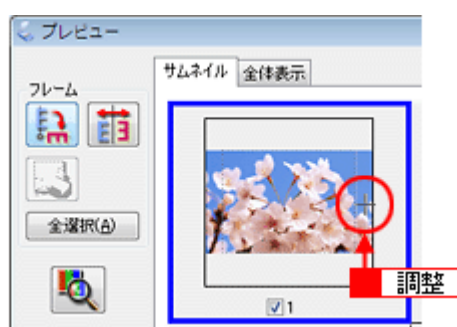 プレビュー
サムネイル 全体表示
フレーム
全選択(A)
1
調整